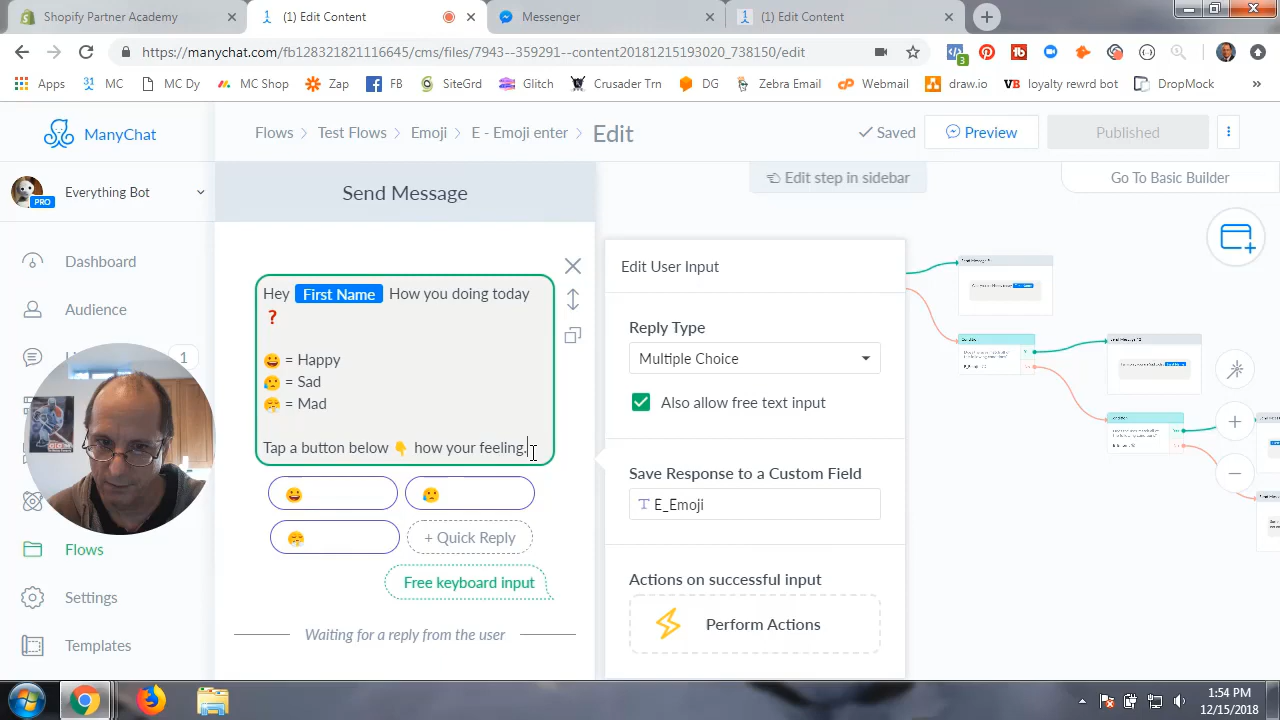 Shopify Partner Academy
(1) Edit Content
Messenger
(1) Edit Content
https://manychat.com/fb128321821116645/cms/files/7943--359291--content20181215193020_738150/edit
3
Apps
31 MC
MC Dy
MC Shop
Zap
FB
SiteGrd
Glitch
Crusader Trn
DG
Zebra Email
Webmail
draw.io
VB loyalty rewrd bot
DropMock
»
ManyChat
Flows > Test Flows > Emoji > E - Emoji enter > Edit
Saved
Preview
Published
Everything Bot
PRO
Send Message
Edit step in sidebar
Go To Basic Builder
Dashboard
Audience
1
Flows
Settings
Templates
Hey First Name How you doing today
❓
😀 = Happy
😥 = Sad
😤 = Mad
Tap a button below 👇 how your feeling.
😀
😥
😤
+ Quick Reply
Free keyboard input
Waiting for a reply from the user
Edit User Input
Reply Type
Multiple Choice
Also allow free text input
Save Response to a Custom Field
E_Emoji
Actions on successful input
Perform Actions
1:54 PM
12/15/2018